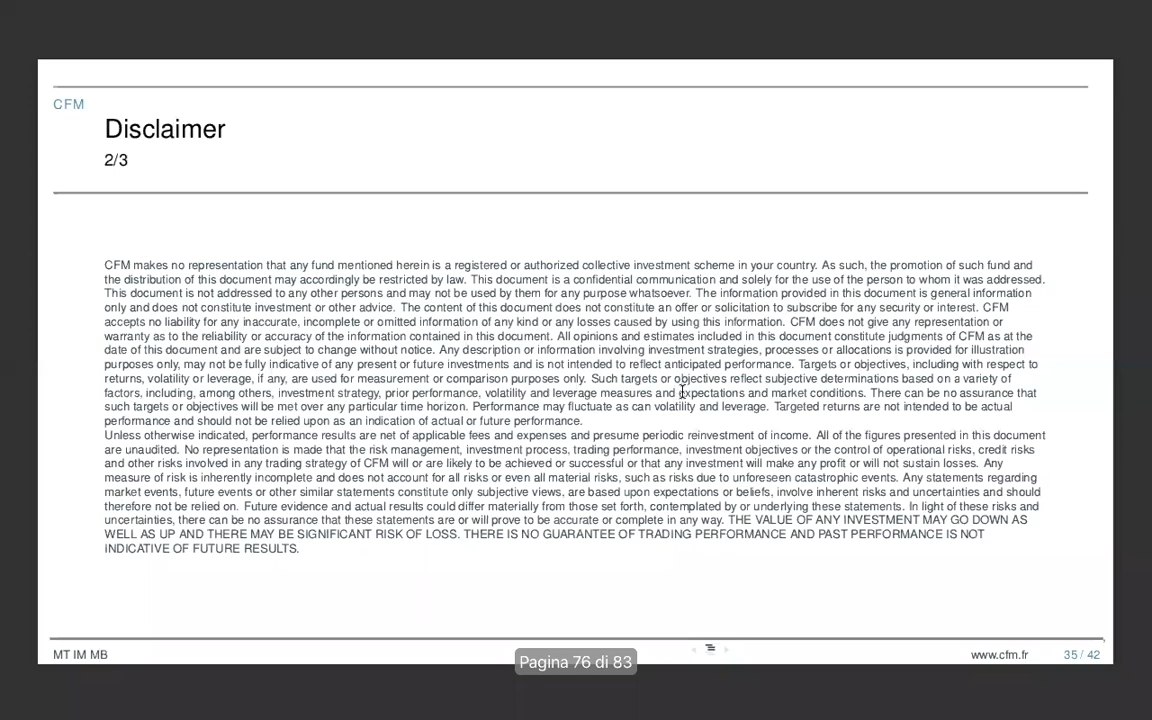 CFM
Disclaimer
2/3
CFM makes no representation that any fund mentioned herein is a registered or authorized collective investment scheme in your country. As such, the promotion of such fund and
the distribution of this document may accordingly be restricted by law. This document is a confidential communication and solely for the use of the person to whom it was addressed.
This document is not addressed to any other persons and may not be used by them for any purpose whatsoever. The information provided in this document is general information
only and does not constitute investment or other advice. The content of this document does not constitute an offer or solicitation to subscribe for any security or interest. CFM
accepts no liability for any inaccurate, incomplete or omitted information of any kind or any losses caused by using this information. CFM does not give any representation or
warranty as to the reliability or accuracy of the information contained in this document. All opinions and estimates included in this document constitute judgments of CFM as at the
date of this document and are subject to change without notice. Any description or information involving investment strategies, processes or allocations is provided for illustration
purposes only, may not be fully indicative of any present or future investments and is not intended to reflect anticipated performance. Targets or objectives, including with respect to
returns, volatility or leverage, if any, are used for measurement or comparison purposes only. Such targets or objectives reflect subjective determinations based on a variety of
factors, including, among others, investment strategy, prior performance, volatility and leverage measures and expectations and market conditions. There can be no assurance that
such targets or objectives will be met over any particular time horizon. Performance may fluctuate as can volatility and leverage. Targeted returns are not intended to be actual
performance and should not be relied upon as an indication of actual or future performance.
Unless otherwise indicated, performance results are net of applicable fees and expenses and presume periodic reinvestment of income. All of the figures presented in this document
are unaudited. No representation is made that the risk management, investment process, trading performance, investment objectives or the control of operational risks, credit risks
and other risks involved in any trading strategy of CFM will or are likely to be achieved or successful or that any investment will make any profit or will not sustain losses. Any
measure of risk is inherently incomplete and does not account for all risks or even all material risks, such as risks due to unforeseen catastrophic events. Any statements regarding
market events, future events or other similar statements constitute only subjective views, are based upon expectations or beliefs, involve inherent risks and uncertainties and should
therefore not be relied on. Future evidence and actual results could differ materially from those set forth, contemplated by or underlying these statements. In light of these risks and
uncertainties, there can be no assurance that these statements are or will prove to be accurate or complete in any way. THE VALUE OF ANY INVESTMENT MAY GO DOWN AS
WELL AS UP AND THERE MAY BE SIGNIFICANT RISK OF LOSS. THERE IS NO GUARANTEE OF TRADING PERFORMANCE AND PAST PERFORMANCE IS NOT
INDICATIVE OF FUTURE RESULTS.
MT IM MB
Pagina 76 di 83
www.cfm.fr
35 / 42